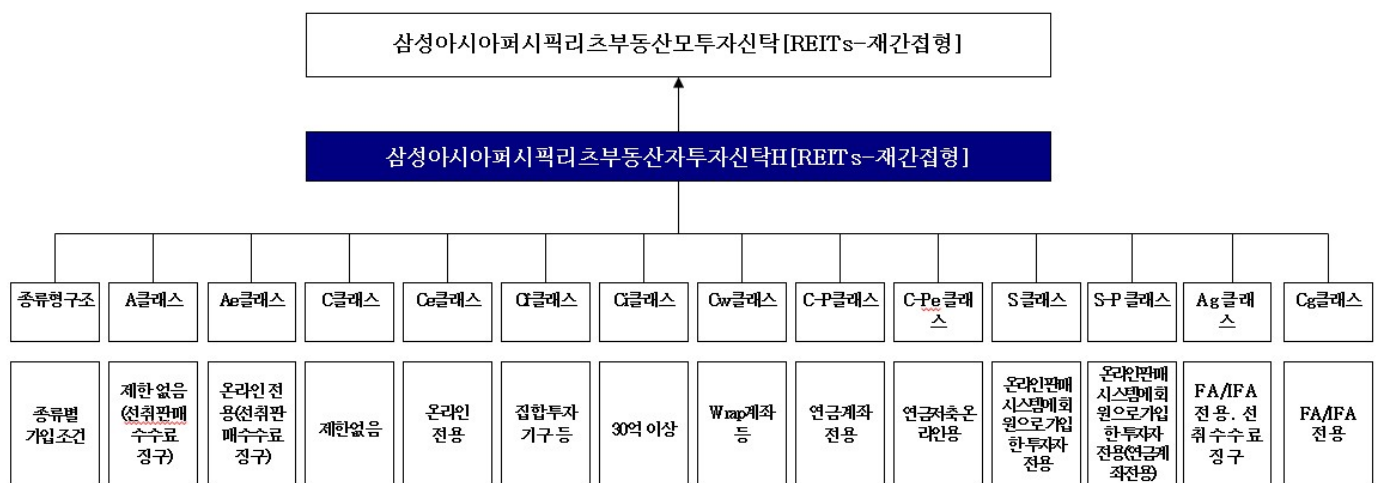 삼성아시아퍼시픽리츠부동산모투자신탁[REITs-재간접형]
삼성아시아퍼시픽리츠부동산자투자신탁H[REITs-재간접형]
종류형구조
A클래스
Ae클래스
C클래스
Ce클래스
Cf클래스
Ci클래스
Cw클래스
C-P클래스
C-Pe클래
스
S클래스
S-P클래스
Ag클래
스
Cg클래스
종류별
가입조건
제한 없음
(선취판매
수수료
징구)
온라인 전
용(선취판
매수수료
징구)
제한없음
온라인
전용
집합투자
기구 등
30억 이상
Wrap계좌
등
연금계좌
전용
연금저축온
라인용
온라인판매
시스템에 회
원으로 가입
한 투자자
전용
온라인판매
시스템에 회
원으로 가입
한 투자자
전용(연금계
좌전용)
FA/IFA
전용. 선
취수수료
징구
FA/IFA
전용